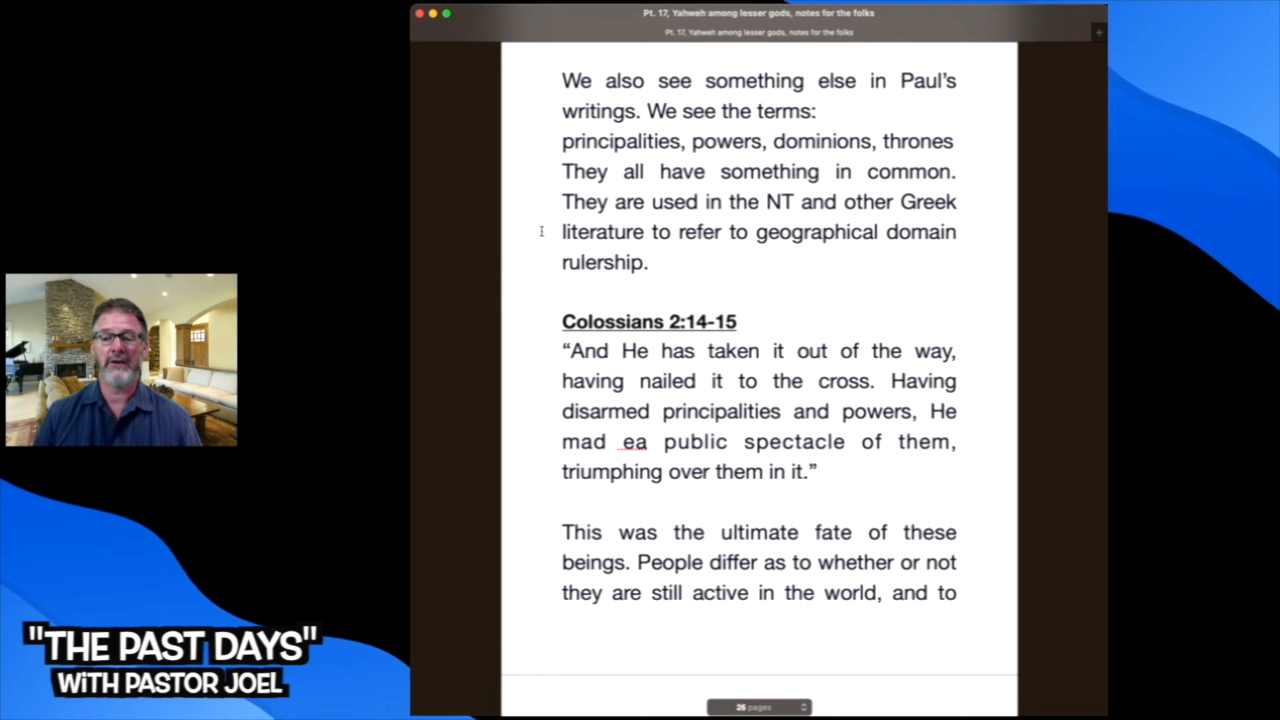 Pt. 17, Yahweh among lesser gods, notes for the folks
Pt. 17, Yahweh among lesser gods, notes for the folks
We also see something else in Paul’s
writings. We see the terms:
principalities, powers, dominions, thrones
They all have something in common.
They are used in the NT and other Greek
literature to refer to geographical domain
rulership.
Colossians 2:14-15
“And He has taken it out of the way,
having nailed it to the cross. Having
disarmed principalities and powers, He
mad ea public spectacle of them,
triumphing over them in it.”
This was the ultimate fate of these
beings. People differ as to whether or not
they are still active in the world, and to
26 pages
"THE PAST DAYS"
WiTH PASTOR JOEL